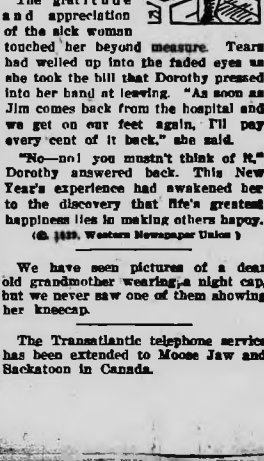 The gratitude
and appreciation
of the sick woman
touched her beyond measure. Tears
had welled up into the faded eyes as
she took the bill that Dorothy pressed
into her hand at leaving. "As soon as
Jim comes back from the hospital and
we get on our feet again, I'll pay
every cent of it back," she said.
"No—no! you mustn't think of it,"
Dorothy answered back. This New
Year's experience had awakened her
to the discovery that life's greatest
happiness lies in making others happy.
(©. Western Newspaper Union )
We have seen pictures of a dear
old grandmother wearing a night cap,
but we never saw one of them showing
her kneecap.
The Transatlantic telephone service
has been extended to Moose Jaw and
Sackatoon in Canada.